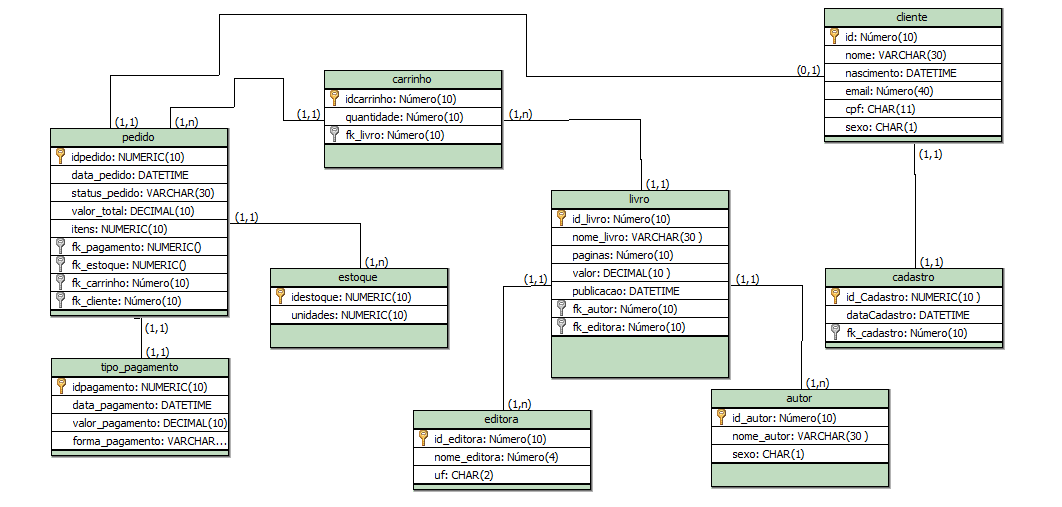 cliente
id: Número(10)
nome: VARCHAR(30)
nascimento: DATETIME
email: Número(40)
cpf: CHAR(11)
sexo: CHAR(1)
(0,1)
(1,1)
carrinho
idcarrinho: Número(10)
quantidade: Número(10)
fk_livro: Número(10)
(1,1)
(1,n)
(1,1)
(1,n)
pedido
idpedido: NUMERIC(10)
data_pedido: DATETIME
status_pedido: VARCHAR(30)
valor_total: DECIMAL(10)
itens: NUMERIC(10)
fk_pagamento: NUMERIC()
fk_estoque: NUMERIC()
fk_carrinho: Número(10)
fk_cliente: Número(10)
(1,1)
(1,1)
(1,1)
livro
id_livro: Número(10)
nome_livro: VARCHAR(30 )
paginas: Número(10)
valor: DECIMAL(10 )
publicacao: DATETIME
fk_autor: Número(10)
fk_editora: Número(10)
(1,1)
(1,1)
(1,n)
estoque
idestoque: NUMERIC(10)
unidades: NUMERIC(10)
(1,1)
cadastro
id_Cadastro: NUMERIC(10 )
dataCadastro: DATETIME
fk_cadastro: Número(10)
(1,1)
tipo_pagamento
idpagamento: NUMERIC(10)
data_pagamento: DATETIME
valor_pagamento: DECIMAL(10)
forma_pagamento: VARCHAR...
(1,n)
editora
id_editora: Número(10)
nome_editora: Número(4)
uf: CHAR(2)
(1,n)
autor
id_autor: Número(10)
nome_autor: VARCHAR(30 )
sexo: CHAR(1)